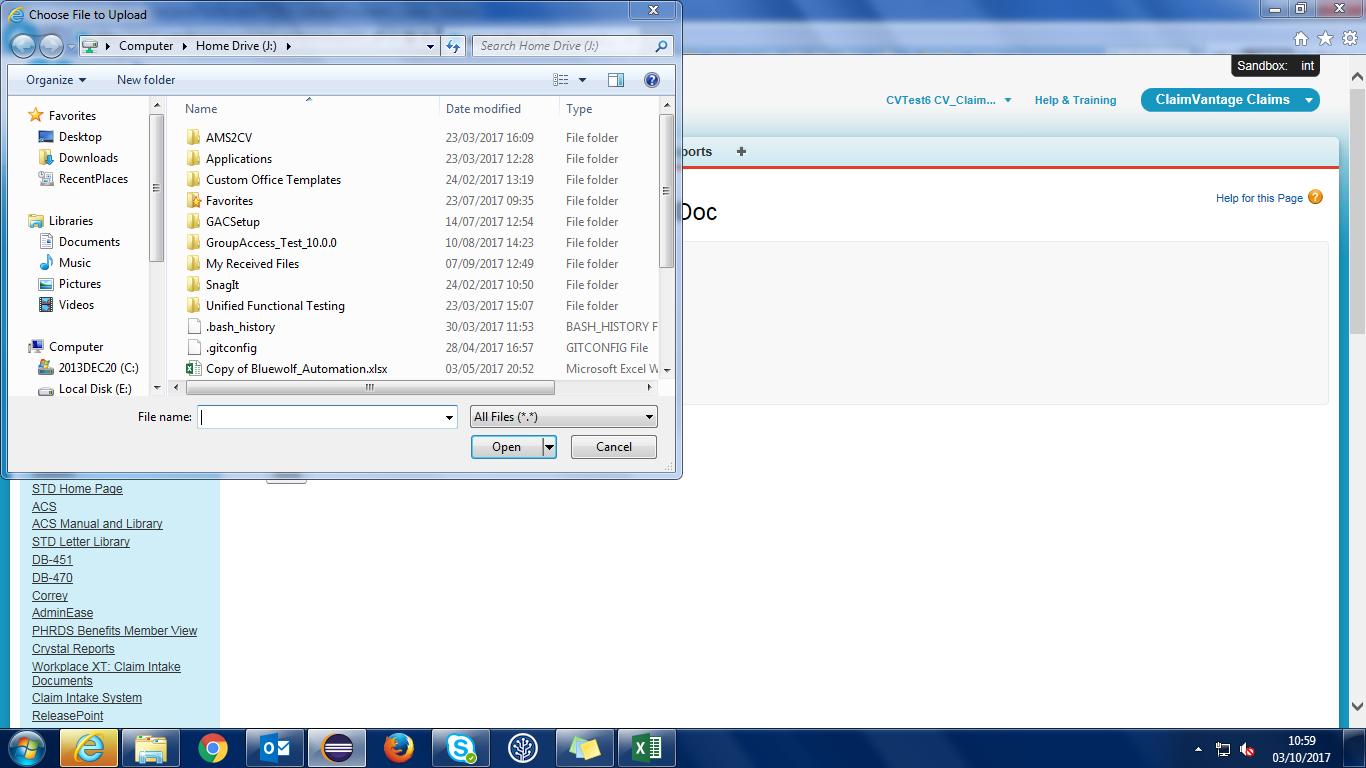 Choose File to Upload
Computer Home Drive (J:)
Search Home Drive (J:)
Organize New folder
Favorites
Desktop
Downloads
RecentPlaces
Libraries
Documents
Music
Pictures
Videos
Computer
2013DEC20 (C:)
Local Disk (E:)
Name Date modified Type
AMS2CV 23/03/2017 16:09 File folder
Applications 23/03/2017 12:28 File folder
Custom Office Templates 24/02/2017 13:19 File folder
Favorites 23/07/2017 09:35 File folder
GACSetup 14/07/2017 12:54 File folder
GroupAccess_Test_10.0.0 10/08/2017 14:23 File folder
My Received Files 07/09/2017 12:49 File folder
SnagIt 24/02/2017 10:50 File folder
Unified Functional Testing 23/03/2017 15:07 File folder
.bash_history 30/03/2017 11:53 BASH_HISTORY F
.gitconfig 28/04/2017 16:57 GITCONFIG File
Copy of Bluewolf_Automation.xlsx 03/05/2017 20:52 Microsoft Excel W
File name: All Files (*.*)
Open Cancel
Sandbox: int
CVTest6 CV_Claim... Help & Training ClaimVantage Claims
ports +
Help for this Page
Doc
STD Home Page
ACS
ACS Manual and Library
STD Letter Library
DB-451
DB-470
Correy
AdminEase
PHRDS Benefits Member View
Crystal Reports
Workplace XT: Claim Intake
Documents
Claim Intake System
ReleasePoint
10:59
03/10/2017